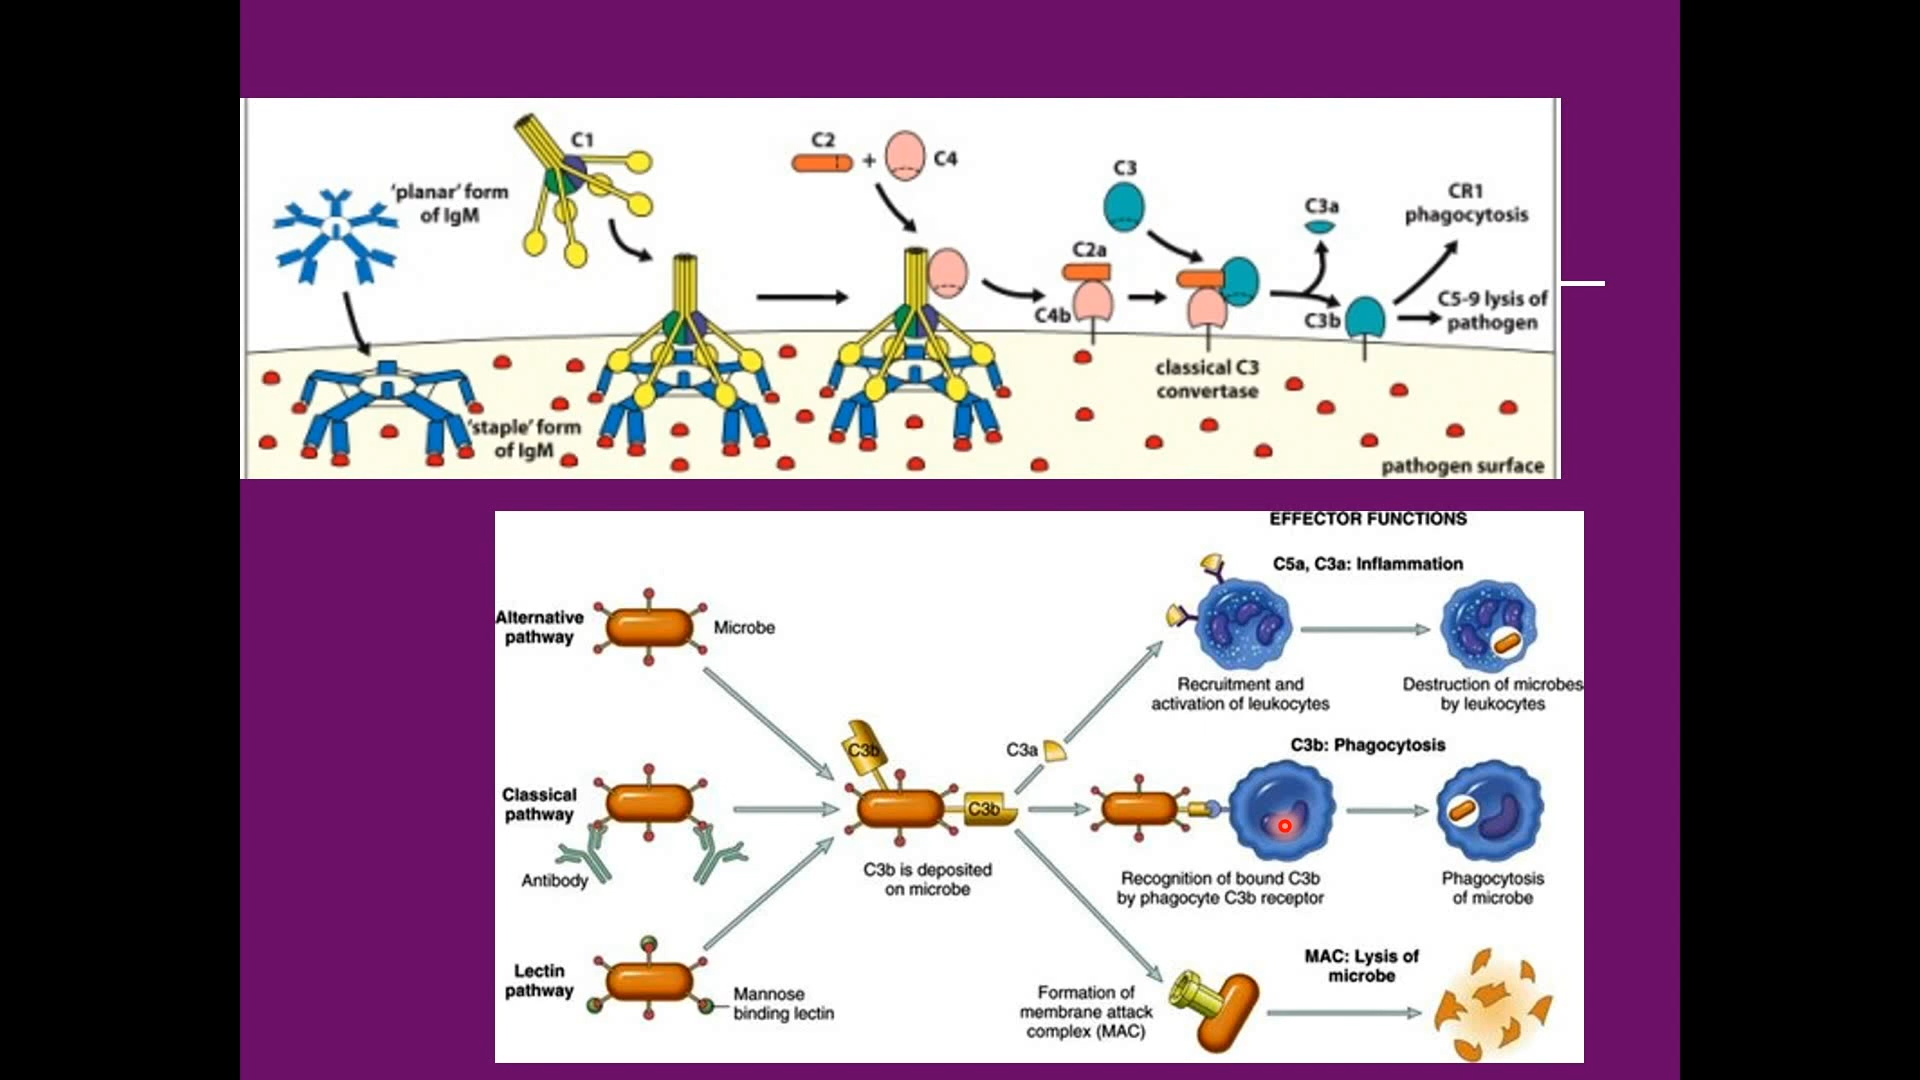 C1
C2
+
C4
'planar' form
of IgM
C3
C3a
CR1
phagocytosis
C2a
C4b
C3b
C5-9 lysis of
pathogen
classical C3
convertase
'staple' form
of IgM
pathogen surface
EFFECTOR FUNCTIONS
C5a, C3a: Inflammation
Alternative
pathway
Microbe
Recruitment and
activation of leukocytes
Destruction of microbes
by leukocytes
C3b
C3a
C3b: Phagocytosis
Classical
pathway
C3b
Antibody
C3b is deposited
on microbe
Recognition of bound C3b
by phagocyte C3b receptor
Phagocytosis
of microbe
Lectin
pathway
Mannose
binding lectin
Formation of
membrane attack
complex (MAC)
MAC: Lysis of
microbe